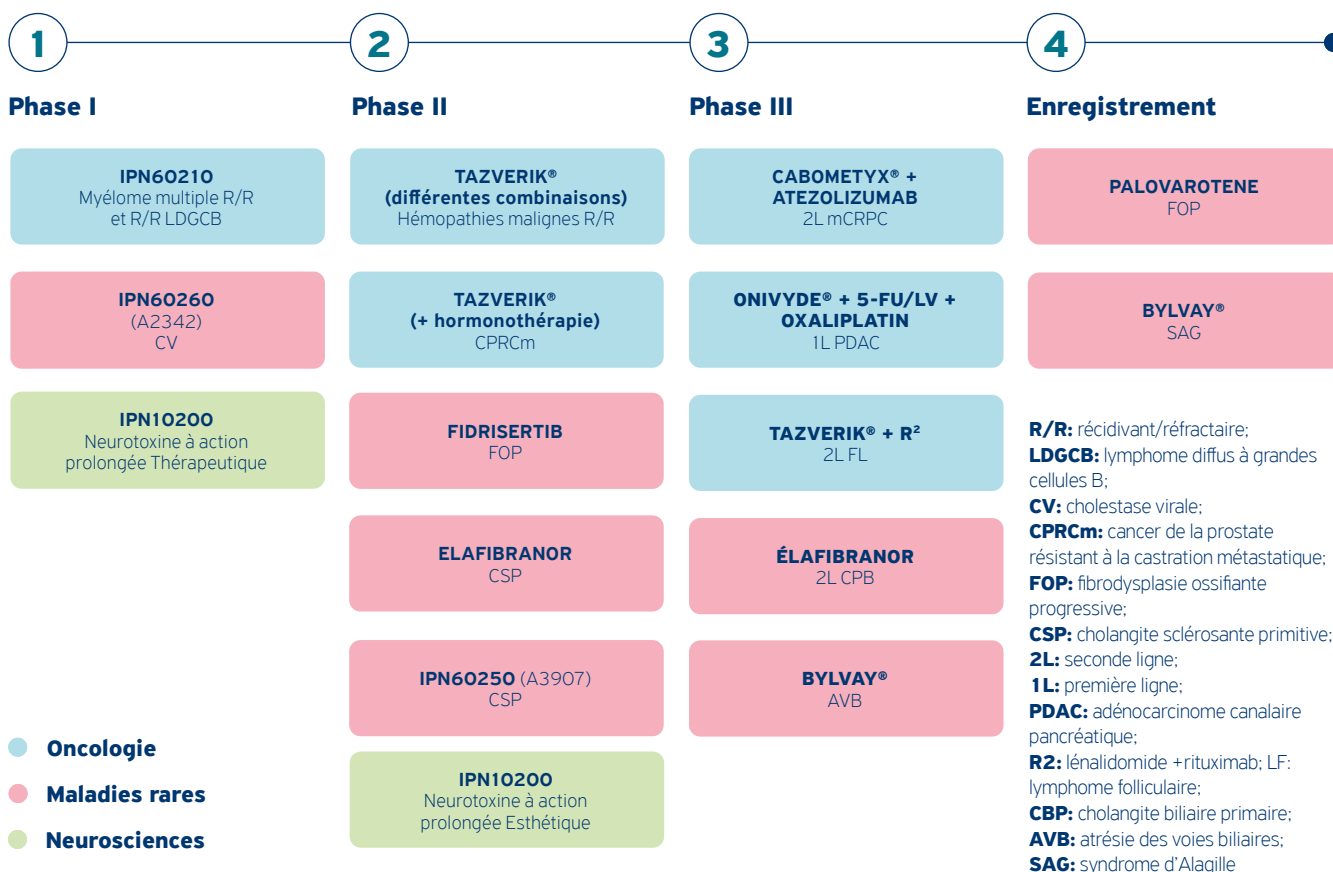 1
2
3
4
Phase I
Phase II
Phase III
Enregistrement
IPN60210
Myélome multiple R/R
et R/R LDGCB
IPN60260
(A2342)
CV
IPN10200
Neurotoxine à action
prolongée Thérapeutique
TAZVERIK®
(différentes combinaisons)
Hémopathies malignes R/R
TAZVERIK®
(+ hormonothérapie)
CPRCm
FIDRISERTIB
FOP
ELAFIBRANOR
CSP
IPN60250 (A3907)
CSP
IPN10200
Neurotoxine à action
prolongée Esthétique
CABOMETYX® +
ATEZOLIZUMAB
2L mCRPC
ONIVYDE® + 5-FU/LV +
OXALIPLATIN
1L PDAC
TAZVERIK® + R²
2L FL
ÉLAFIBRANOR
2L CPB
BYLVAY®
AVB
PALOVAROTENE
FOP
BYLVAY®
SAG
R/R: récidivant/réfractaire;
LDGCB: lymphome diffus à grandes
cellules B;
CV: cholestase virale;
CPRCm: cancer de la prostate
résistant à la castration métastatique;
FOP: fibrodysplasie ossifiante
progressive;
CSP: cholangite sclérosante primitive;
2L: seconde ligne;
1L: première ligne;
PDAC: adénocarcinome canalaire
pancréatique;
R2: lénalidomide +rituximab; LF:
lymphome folliculaire;
CBP: cholangite biliaire primaire;
AVB: atrésie des voies biliaires;
SAG: syndrome d'Alagille
Oncologie
Maladies rares
Neurosciences